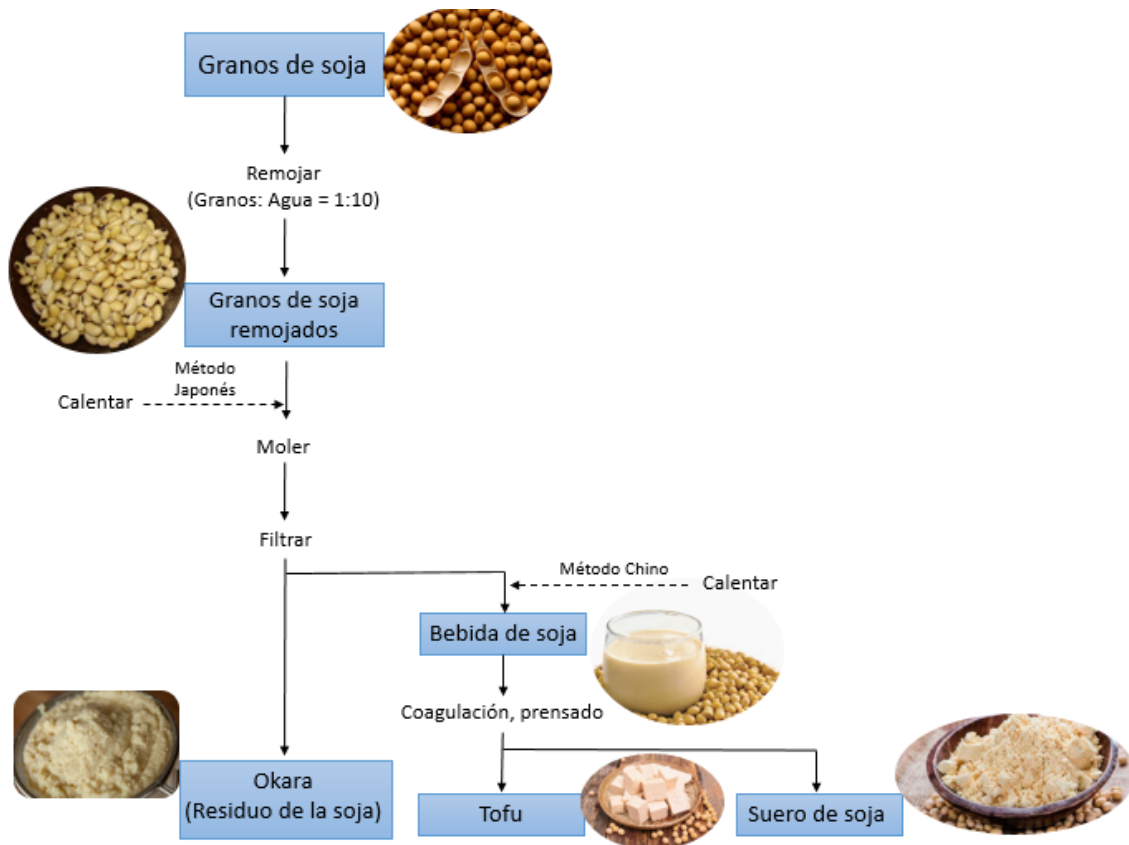 Granos de soja
Remojar
(Granos: Agua = 1:10)
Granos de soja
remojados
Método
Japonés
Calentar
Moler
Filtrar
Método Chino
Calentar
Bebida de soja
Coagulación, prensado
Okara
(Residuo de la soja)
Tofu
Suero de soja